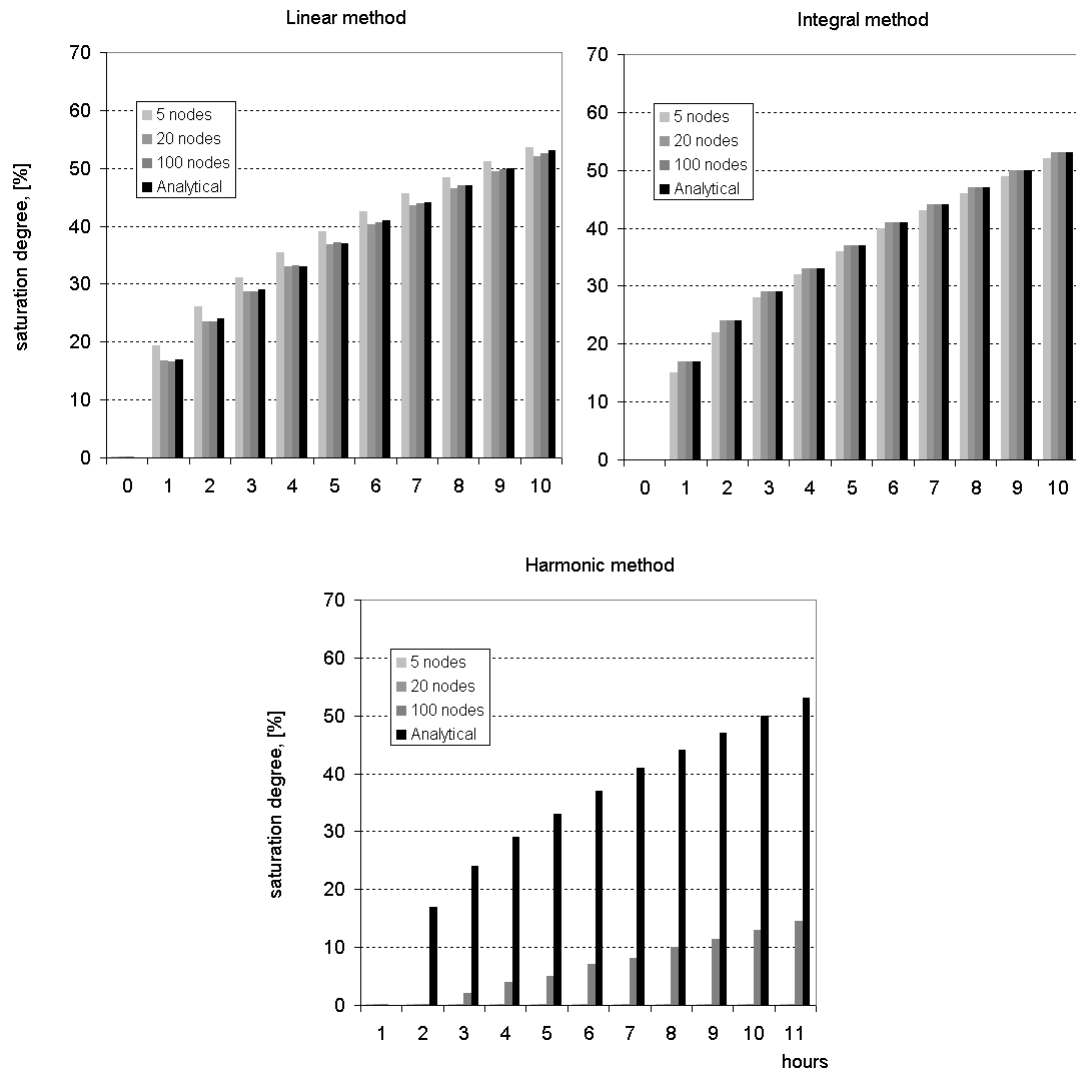 Linear method
saturation degree, [%]
70
60
50
40
30
20
10
0
5 nodes
20 nodes
100 nodes
Analytical
0 1 2 3 4 5 6 7 8 9 10
Integral method
70
60
50
40
30
20
10
0
5 nodes
20 nodes
100 nodes
Analytical
0 1 2 3 4 5 6 7 8 9 10
Harmonic method
saturation degree, [%]
70
60
50
40
30
20
10
0
5 nodes
20 nodes
100 nodes
Analytical
1 2 3 4 5 6 7 8 9 10 11
hours